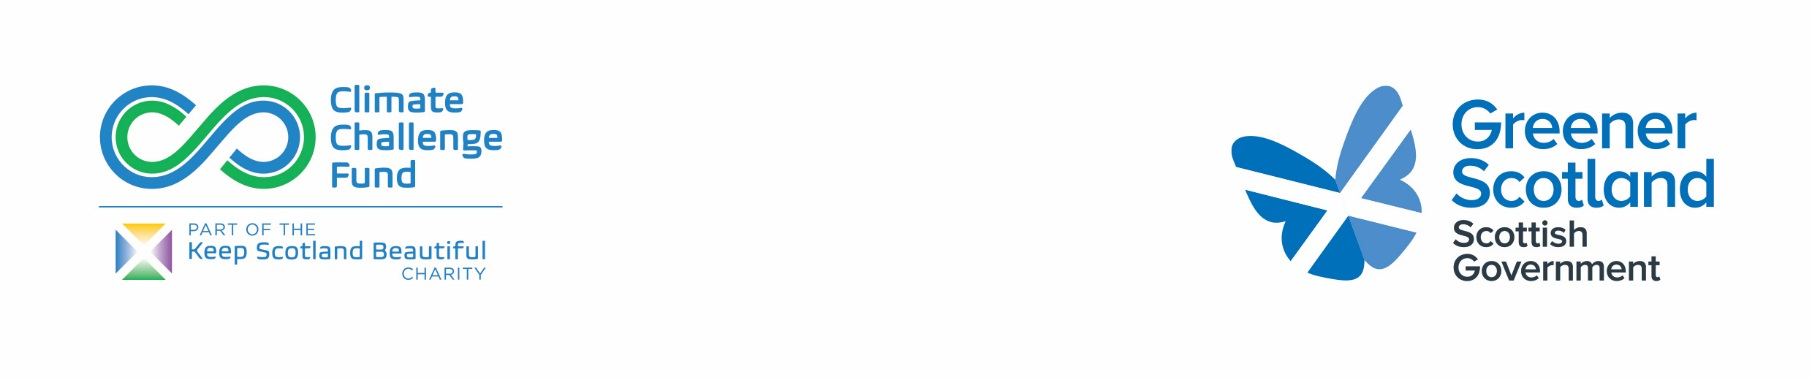 Climate
Challenge
Fund
PART OF THE
Keep Scotland Beautiful
CHARITY
Greener
Scotland
Scottish
Government